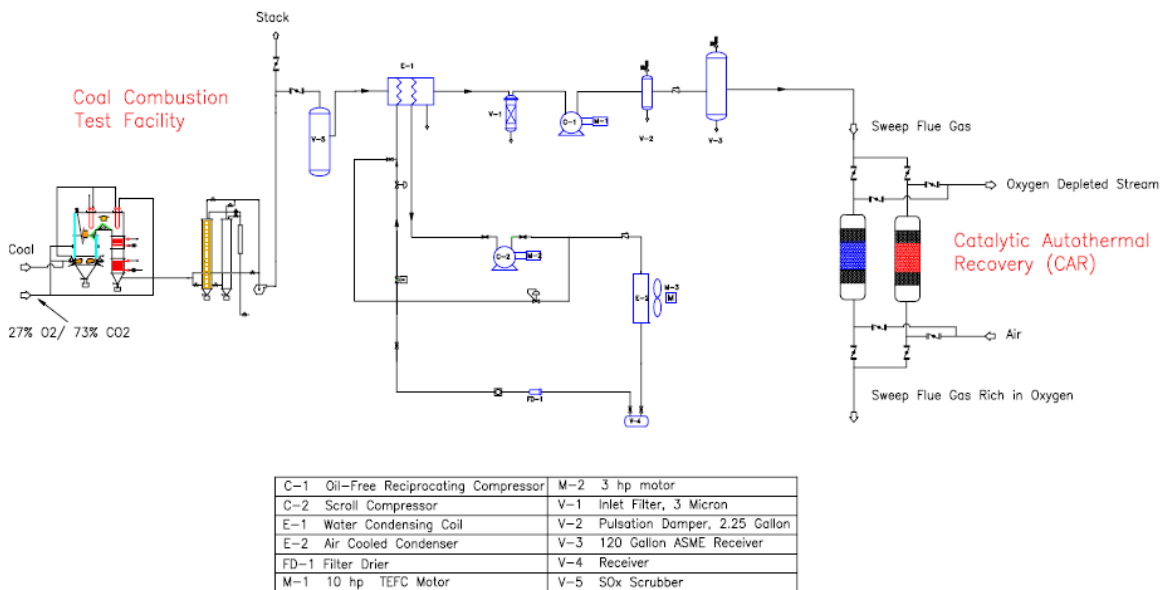 Stack
Coal Combustion
Test Facility
E-1
V-5
V-1
C-1
M-1
V-2
V-3
Sweep Flue Gas
Oxygen Depleted Stream
Coal
27% O2/ 73% CO2
C-2
M-2
E-2
M-3
M
Catalytic Autothermal
Recovery (CAR)
Air
FD-1
V-4
Sweep Flue Gas Rich in Oxygen
C-1 Oil-Free Reciprocating Compressor M-2 3 hp motor
C-2 Scroll Compressor V-1 Inlet Filter, 3 Micron
E-1 Water Condensing Coil V-2 Pulsation Damper, 2.25 Gallon
E-2 Air Cooled Condenser V-3 120 Gallon ASME Receiver
FD-1 Filter Drier V-4 Receiver
M-1 10 hp TEFC Motor V-5 SOx Scrubber